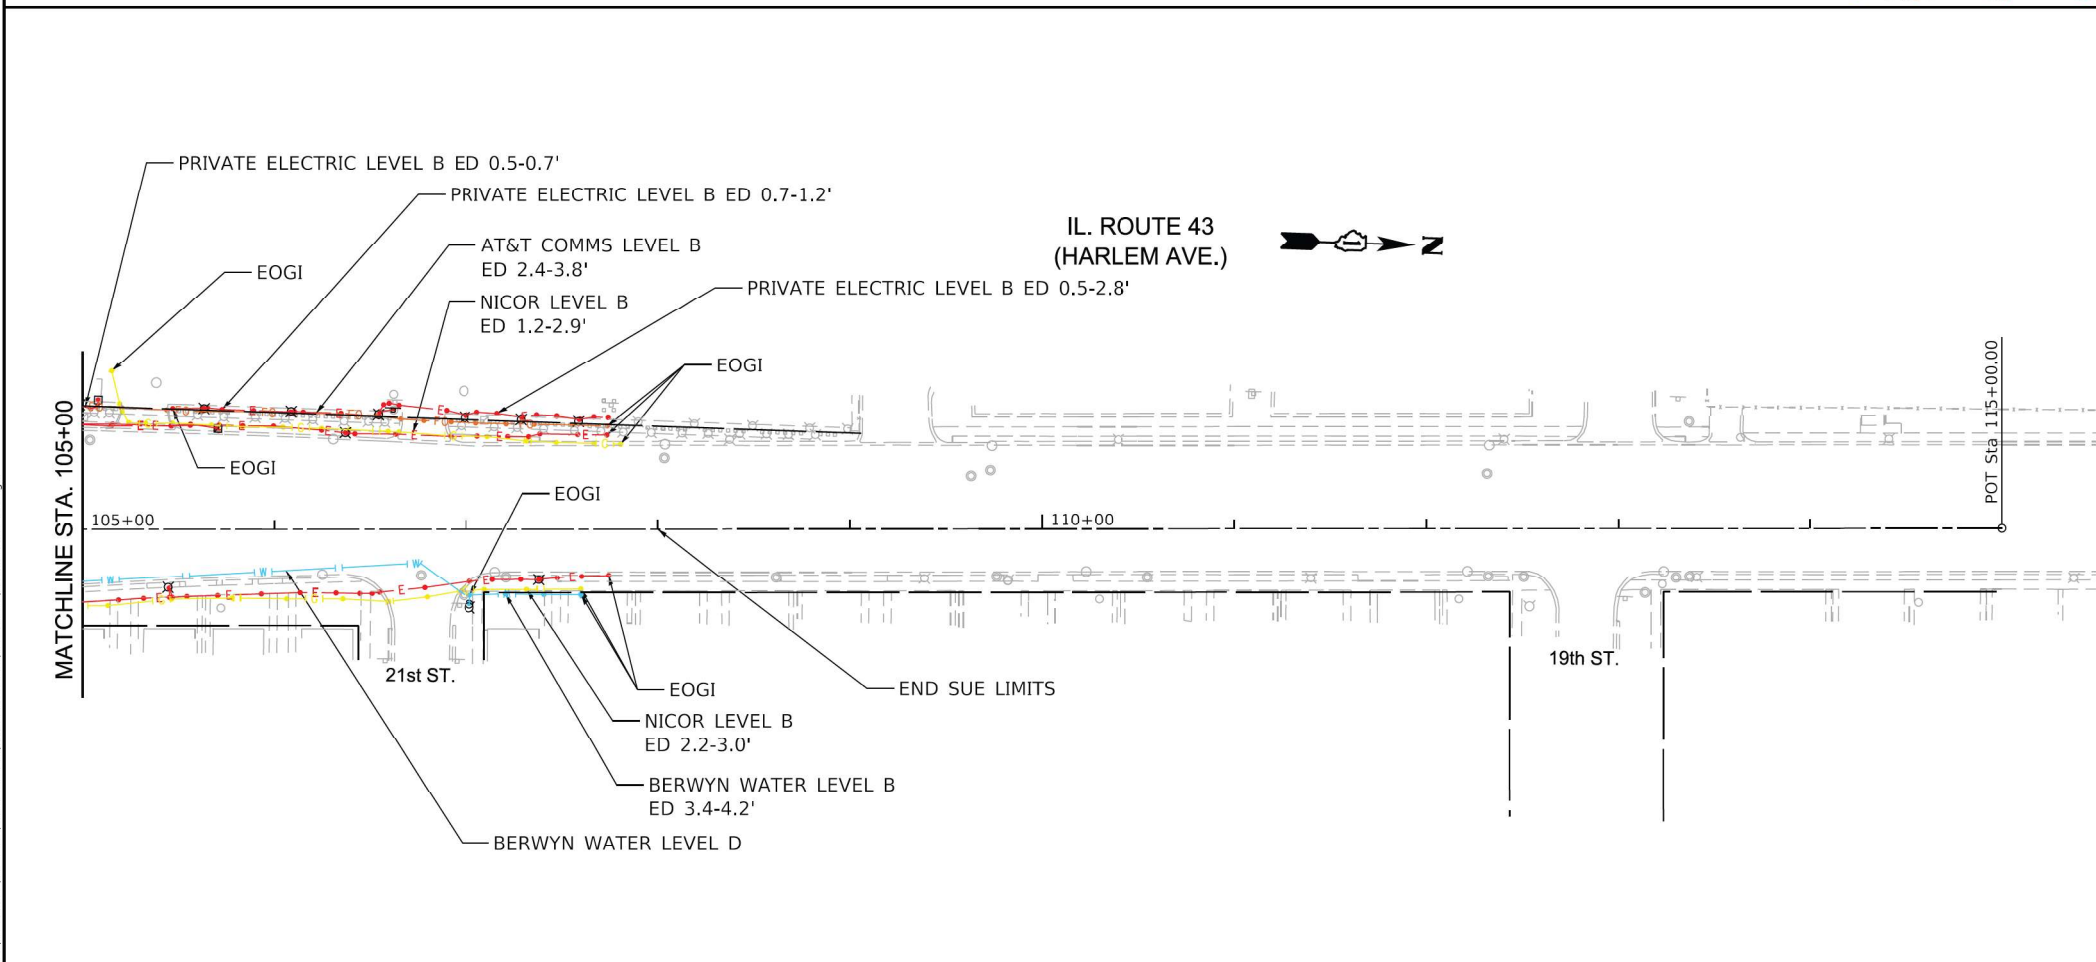 PRIVATE ELECTRIC LEVEL B ED 0.5-0.7'
PRIVATE ELECTRIC LEVEL B ED 0.7-1.2'
AT&T COMMS LEVEL B
ED 2.4-3.8'
EOGI
NICOR LEVEL B
ED 1.2-2.9'
PRIVATE ELECTRIC LEVEL B ED 0.5-2.8'
IL. ROUTE 43
(HARLEM AVE.)
N
EOGI
EOGI
EOGI
MATCHLINE STA. 105+00
105+00
110+00
POT Sta 115+00.00
21st ST.
19th ST.
EOGI
END SUE LIMITS
NICOR LEVEL B
ED 2.2-3.0'
BERWYN WATER LEVEL B
ED 3.4-4.2'
BERWYN WATER LEVEL D